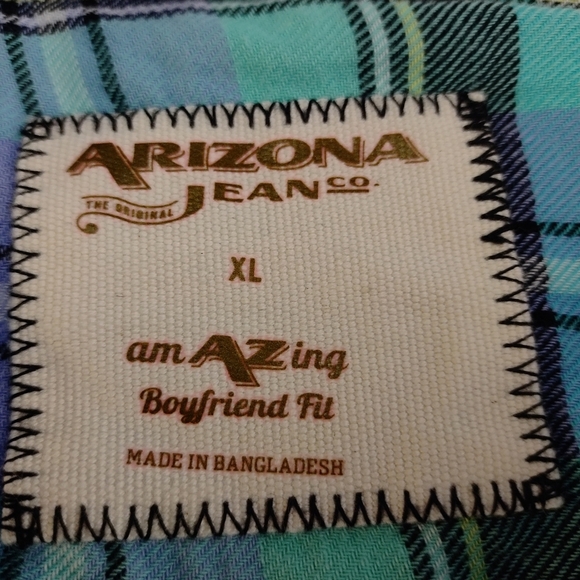 ARIZONA
THE ORIGINAL JEAN CO.
XL
amAZing
Boyfriend Fit
MADE IN BANGLADESH